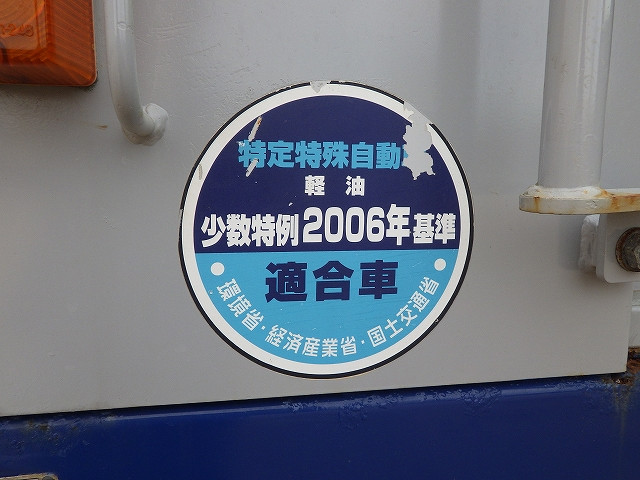 特定特殊自動
軽油
少数特例2006年基準
適合車
環境省・経済産業省・国土交通省